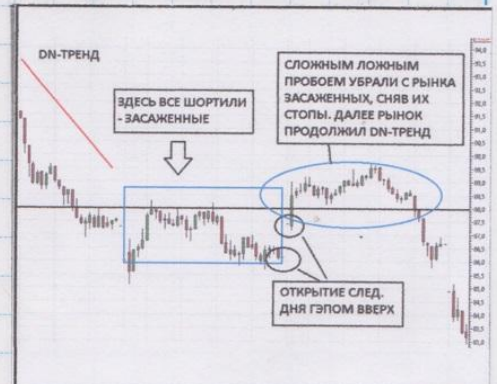 DN-ТРЕНД
ЗДЕСЬ ВСЕ ШОРТИЛИ
- ЗАСАЖЕННЫЕ
СЛОЖНЫМ ЛОЖНЫМ
ПРОБОЕМ УБРАЛИ С РЫНКА
ЗАСАЖЕННЫХ, СНЯВ ИХ
СТОПЫ. ДАЛЕЕ РЫНОК
ПРОДОЛЖИЛ DN-ТРЕНД
ОТКРЫТИЕ СЛЕД.
ДНЯ ГЭПОМ ВВЕРХ